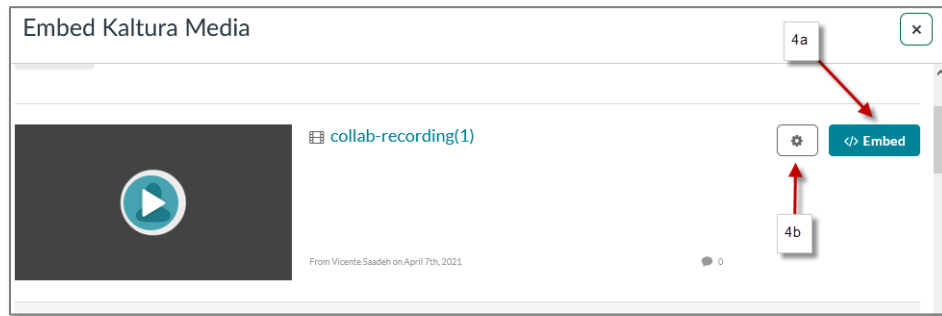 Embed Kaltura Media
×
4a
collab-recording(1)
</> Embed
4b
From Vicente Saadeh on April 7th, 2021
0